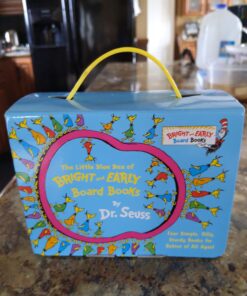 BRIGHT and EARLY
Board Books
The Little Blue Box of
BRIGHT and EARLY
Board Books
by
Dr. Seuss
Four Simple, Silly,
Sturdy Books for
Babies of All Ages!